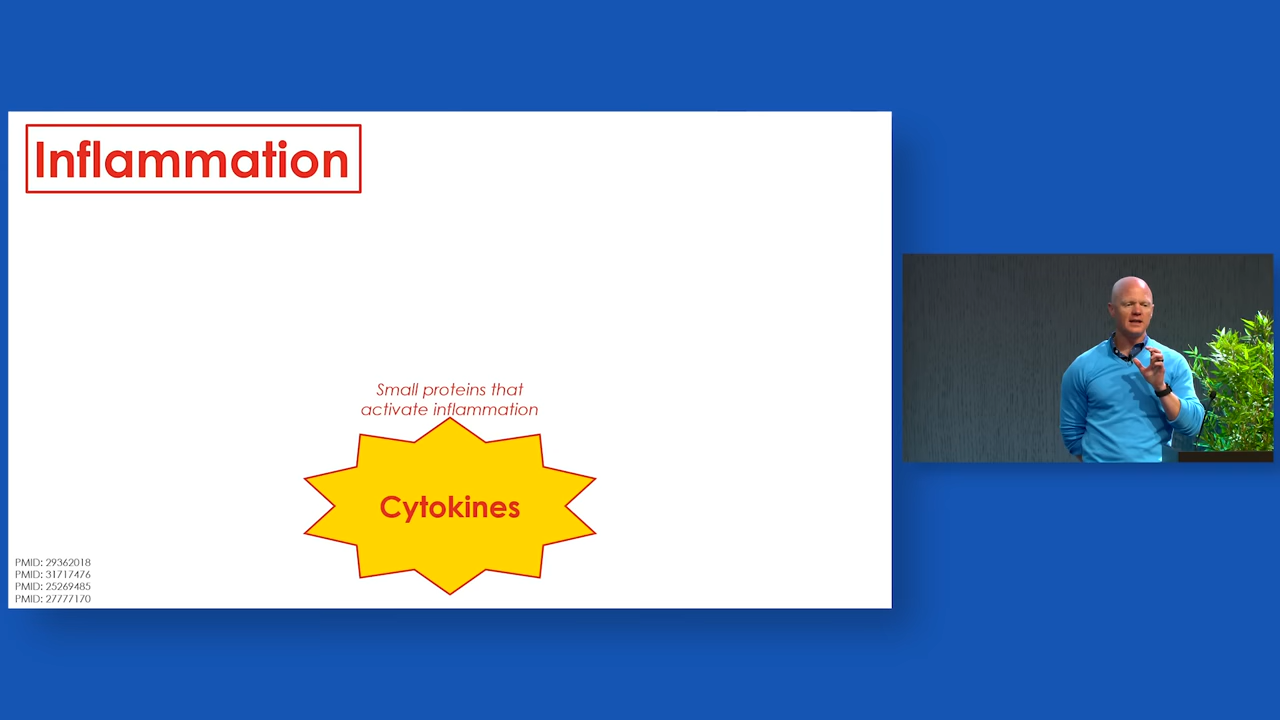 Inflammation
Small proteins that
activate inflammation
Cytokines
PMID: 29362018
PMID: 31717476
PMID: 25269485
PMID: 27777170